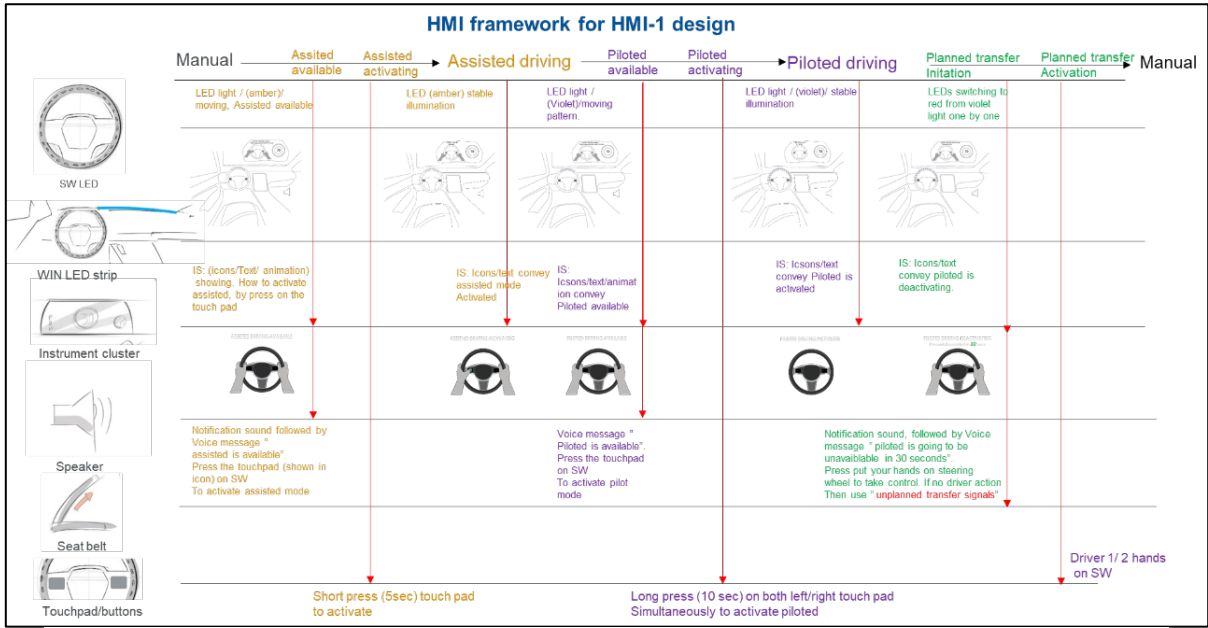 HMI framework for HMI-1 design
Manual
Assited
available
Assisted
activating
Assisted driving
Piloted
available
Piloted
activating
Piloted driving
Planned transfer
Initation
Planned transfer
Activation
Manual
LED light / (amber)/
moving, Assisted available
LED (amber) stable
illumination
LED light /
(Violet)/moving
pattern.
LED light / (violet)/ stable
illumination
LEDs switching to
red from violet
light one by one
SW LED
WIN LED strip
IS: (icons/Text/ animation)
showing. How to activate
assisted, by press on the
touch pad
IS: Icons/text convey
assisted mode
Activated
IS:
Icsons/text/animat
ion convey
Piloted available
IS: Icsons/text
convey Piloted is
activated
IS: Icons/text
convey piloted is
deactivating.
Instrument cluster
ASSISTED DRIVING AVAILABLE
Speaker
Notification sound followed by
Voice message "
assisted is available".
Press the touchpad (shown in
icon) on SW
To activate assisted mode
Voice message "
Piloted is available".
Press the touchpad
on SW
To activate pilot
mode
Notification sound, followed by Voice
message " piloted is going to be
unavaiblable in 30 seconds".
Press put your hands on steering
wheel to take control. If no driver action
Then use " unplanned transfer signals"
Seat belt
Driver 1/ 2 hands
on SW
Touchpad/buttons
Short press (5sec) touch pad
to activate
Long press (10 sec) on both left/right touch pad
Simultaneously to activate piloted